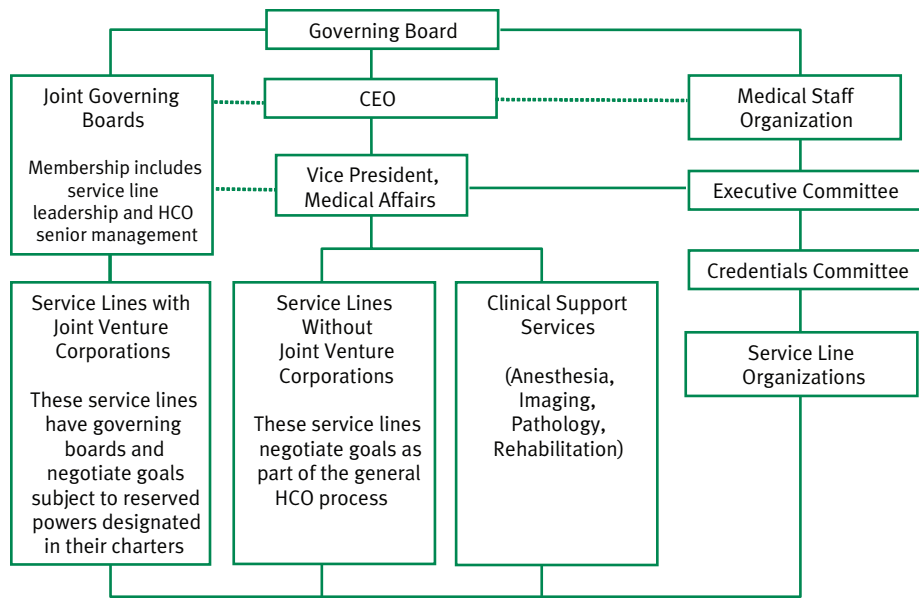 Governing Board
Joint Governing
Boards
Membership includes
service line
leadership and HCO
senior management
CEO
Medical Staff
Organization
Vice President,
Medical Affairs
Executive Committee
Credentials Committee
Service Lines with
Joint Venture
Corporations
These service lines
have governing
boards and
negotiate goals
subject to reserved
powers designated
in their charters
Service Lines
Without
Joint Venture
Corporations
These service lines
negotiate goals as
part of the general
HCO process
Clinical Support
Services
(Anesthesia,
Imaging,
Pathology,
Rehabilitation)
Service Line
Organizations